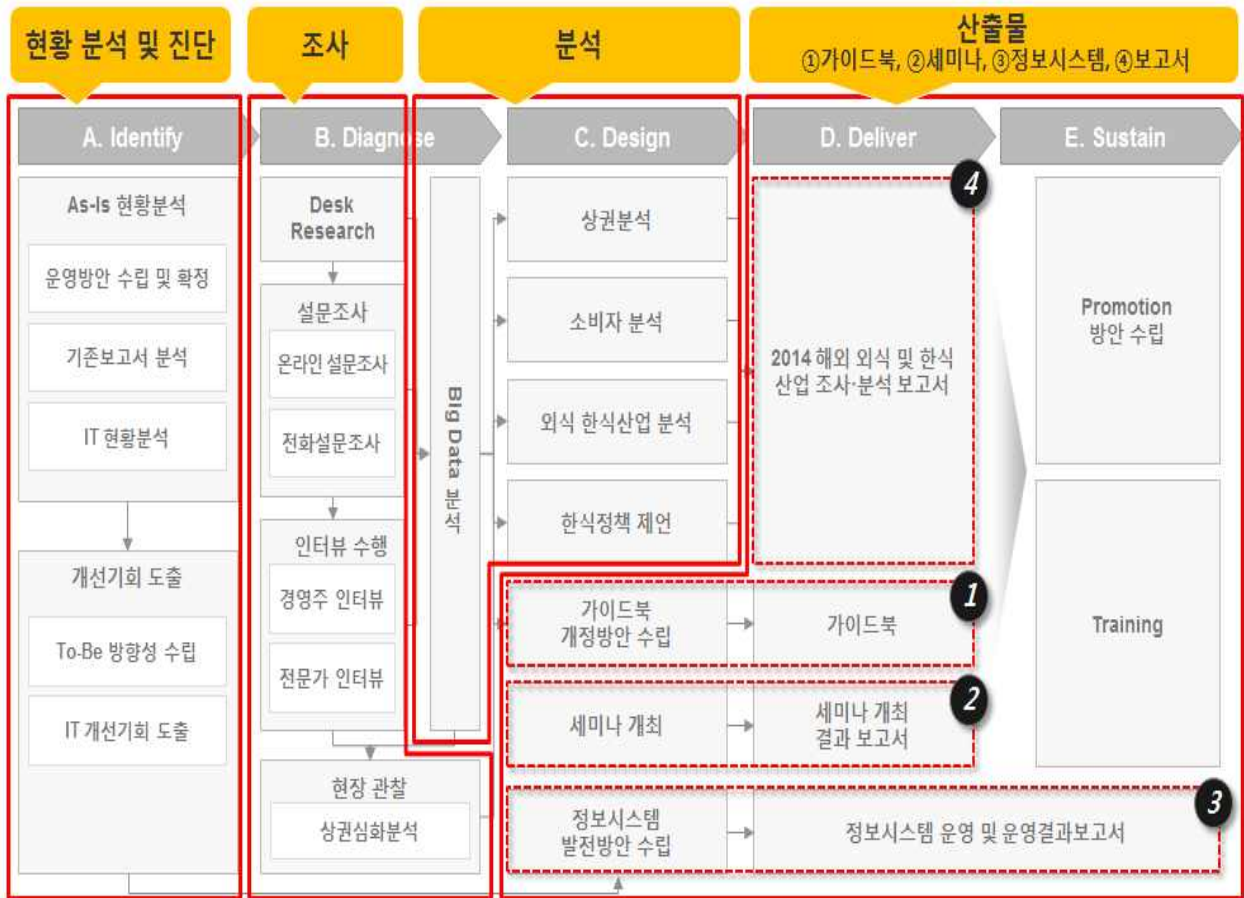 현황 분석 및 진단
조사
분석
산출물
①가이드북, ②세미나, ③정보시스템, ④보고서
A. Identify
B. Diagnose
C. Design
D. Deliver
E. Sustain
As-Is 현황분석
운영방안 수립 및 확정
기존보고서 분석
IT 현황분석
개선기회 도출
To-Be 방향성 수립
IT 개선기회 도출
Desk
Research
설문조사
온라인 설문조사
전화설문조사
인터뷰 수행
경영주 인터뷰
전문가 인터뷰
현장 관찰
상권심화분석
Big Data 분석
상권분석
소비자 분석
외식 한식산업 분석
한식정책 제언
가이드북
개정방안 수립
세미나 개최
정보시스템
발전방안 수립
4
2014 해외 외식 및 한식
산업 조사·분석 보고서
1
가이드북
2
세미나 개최
결과 보고서
3
정보시스템 운영 및 운영결과보고서
Promotion
방안 수립
Training